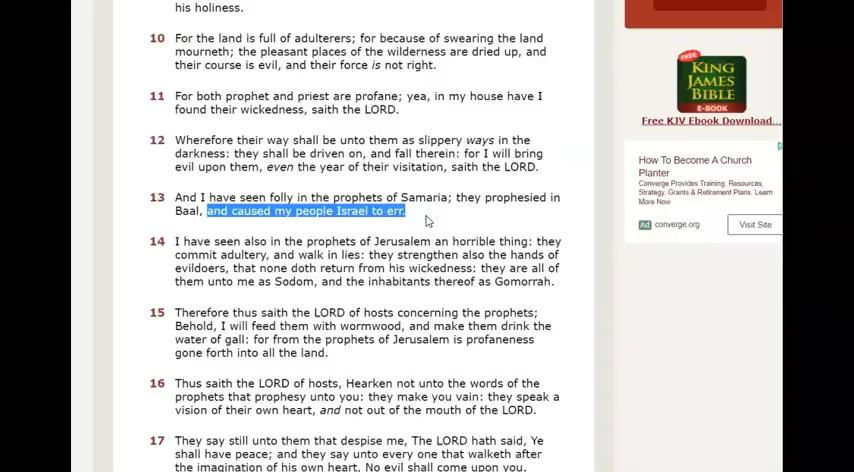 his holiness.
10 For the land is full of adulterers; for because of swearing the land
mourneth; the pleasant places of the wilderness are dried up, and
their course is evil, and their force is not right.
11 For both prophet and priest are profane; yea, in my house have I
found their wickedness, saith the LORD.
12 Wherefore their way shall be unto them as slippery ways in the
darkness: they shall be driven on, and fall therein: for I will bring
evil upon them, even the year of their visitation, saith the LORD.
13 And I have seen folly in the prophets of Samaria; they prophesied in
Baal, and caused my people Israel to err.
14 I have seen also in the prophets of Jerusalem an horrible thing: they
commit adultery, and walk in lies: they strengthen also the hands of
evildoers, that none doth return from his wickedness: they are all of
them unto me as Sodom, and the inhabitants thereof as Gomorrah.
15 Therefore thus saith the LORD of hosts concerning the prophets;
Behold, I will feed them with wormwood, and make them drink the
water of gall: for from the prophets of Jerusalem is profaneness
gone forth into all the land.
16 Thus saith the LORD of hosts, Hearken not unto the words of the
prophets that prophesy unto you: they make you vain: they speak a
vision of their own heart, and not out of the mouth of the LORD.
17 They say still unto them that despise me, The LORD hath said, Ye
shall have peace; and they say unto every one that walketh after
the imagination of his own heart, No evil shall come upon you.
FREE
KING
JAMES
BIBLE
E-BOOK
Free KJV Ebook Download...
How To Become A Church
Planter
Converge Provides Training, Resources,
Strategy, Grants & Retirement Plans. Learn
More Now
Ad converge.org
Visit Site